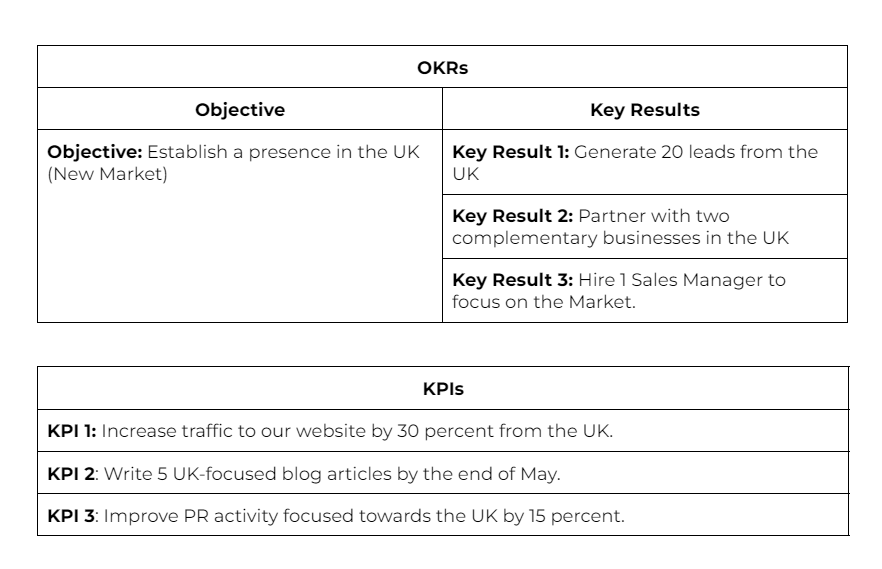 OKRs
Objective
Key Results
Objective: Establish a presence in the UK
(New Market)
Key Result 1: Generate 20 leads from the
UK
Key Result 2: Partner with two
complementary businesses in the UK
Key Result 3: Hire 1 Sales Manager to
focus on the Market.
KPIs
KPI 1: Increase traffic to our website by 30 percent from the UK.
KPI 2: Write 5 UK-focused blog articles by the end of May.
KPI 3: Improve PR activity focused towards the UK by 15 percent.